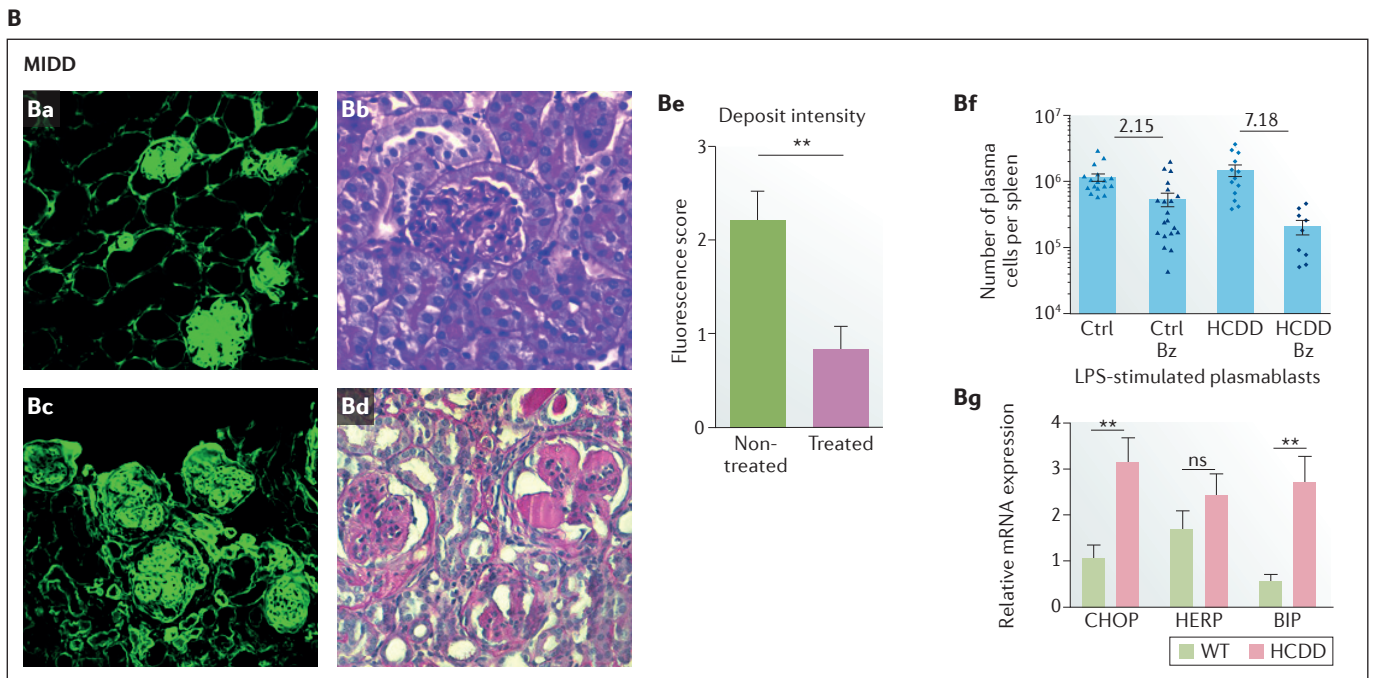 B
MIDD
Ba
Bb
Bc
Bd
Be
Deposit intensity
**
3
2
1
0
Fluorescence score
Non-
treated
Treated
Bf
2.15
7.18
10⁷
10⁶
10⁵
10⁴
Number of plasma
cells per spleen
Ctrl
Ctrl
Bz
HCDD
HCDD
Bz
LPS-stimulated plasmablasts
Bg
**
ns
**
4
3
2
1
0
Relative mRNA expression
CHOP
HERP
BIP
WT
HCDD